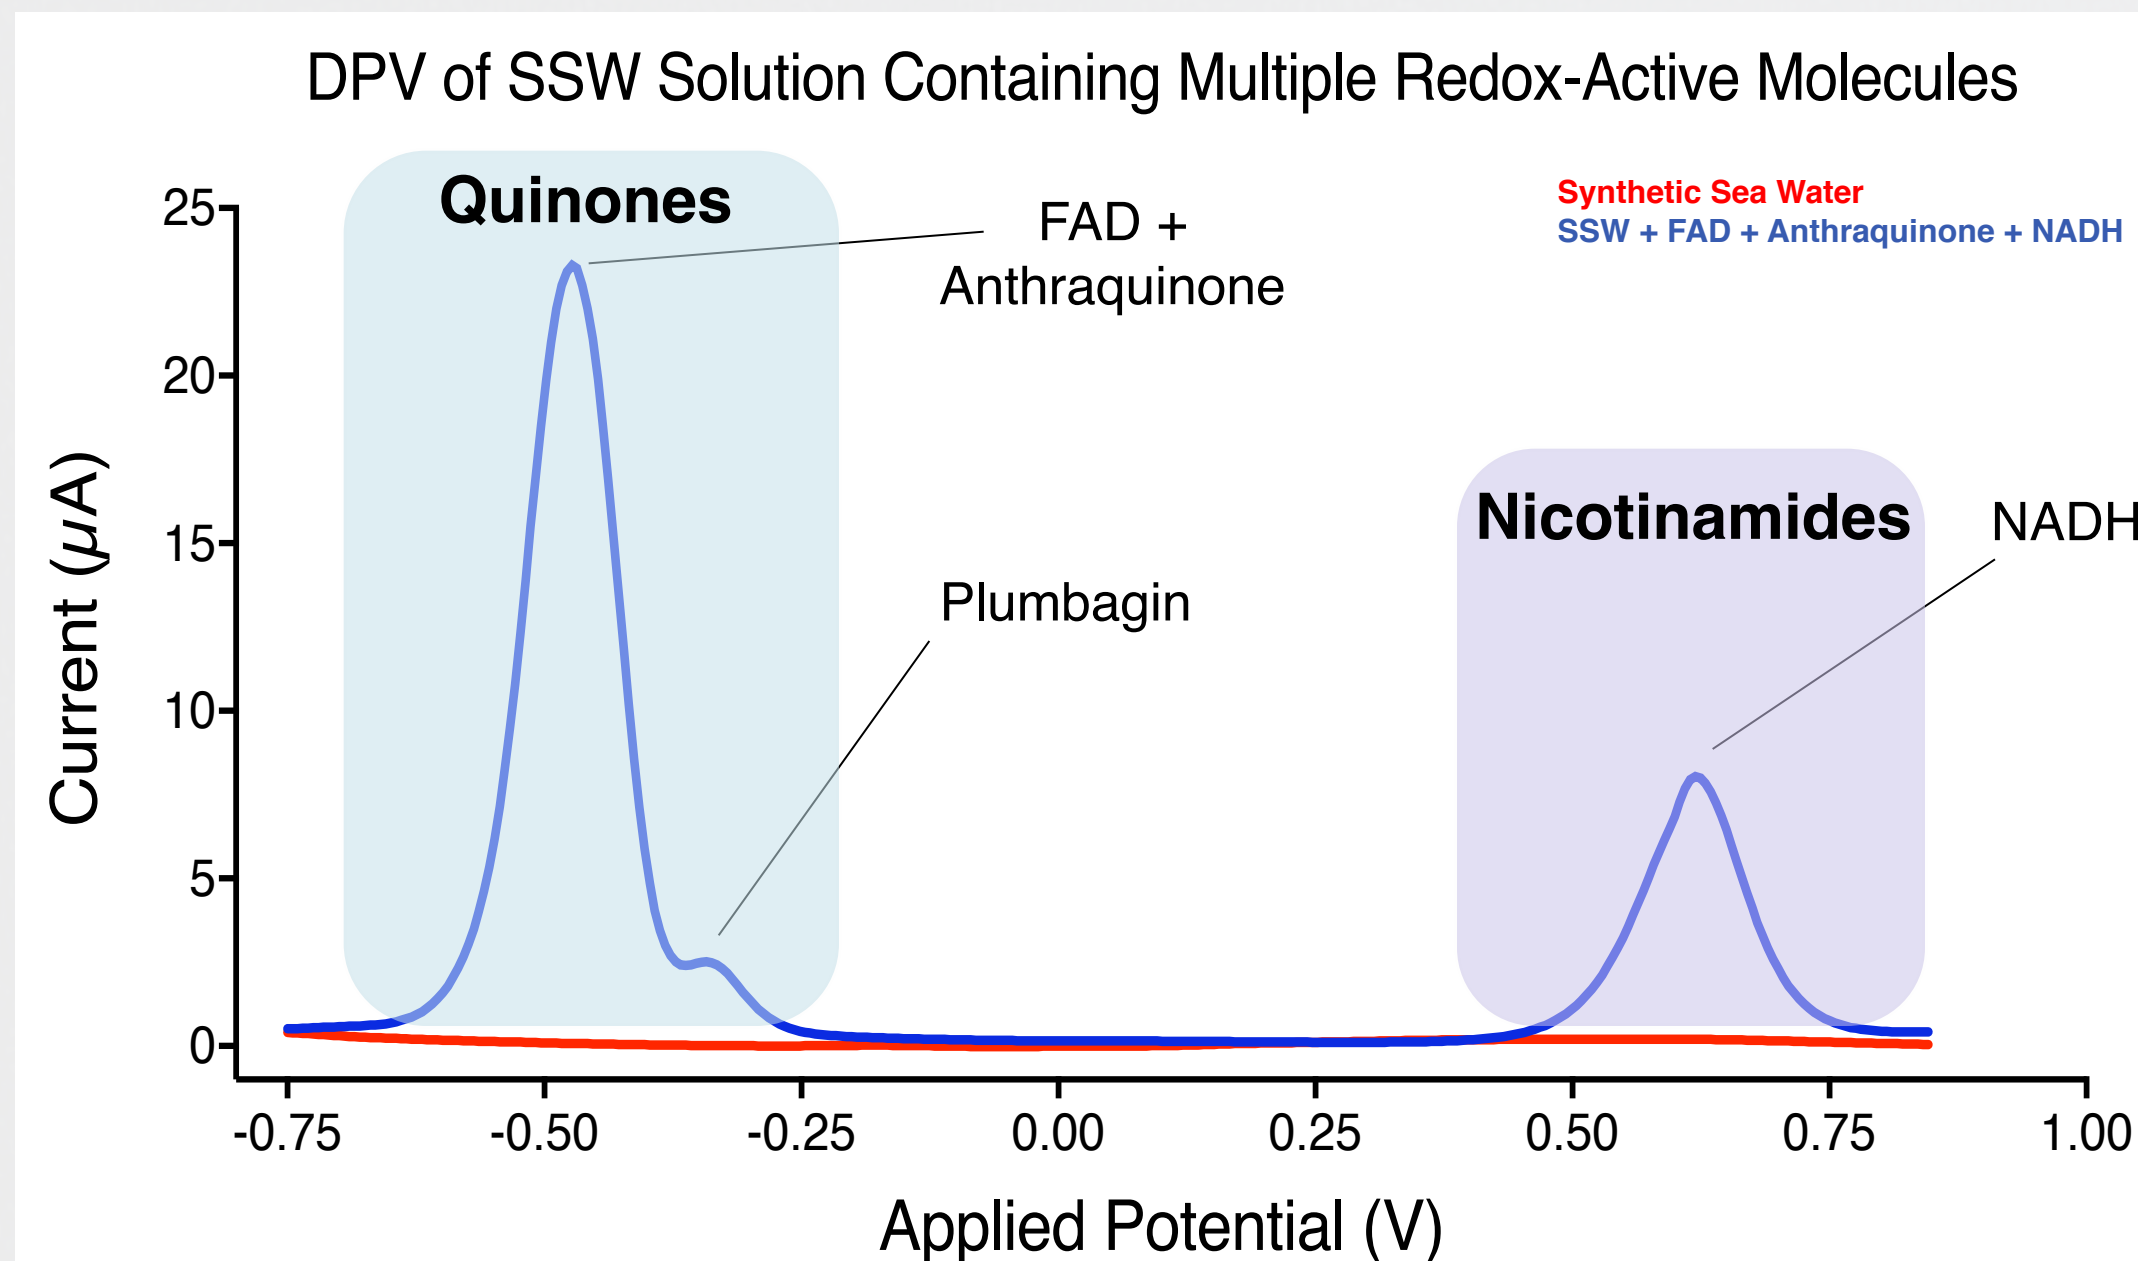 DPV of SSW Solution Containing Multiple Redox-Active Molecules
Quinones
FAD +
Anthraquinone
Synthetic Sea Water
SSW + FAD + Anthraquinone + NADH
Plumbagin
Nicotinamides
NADH
Current (μA)
25
20
15
10
5
0
-0.75 -0.50 -0.25 0.00 0.25 0.50 0.75 1.00
Applied Potential (V)